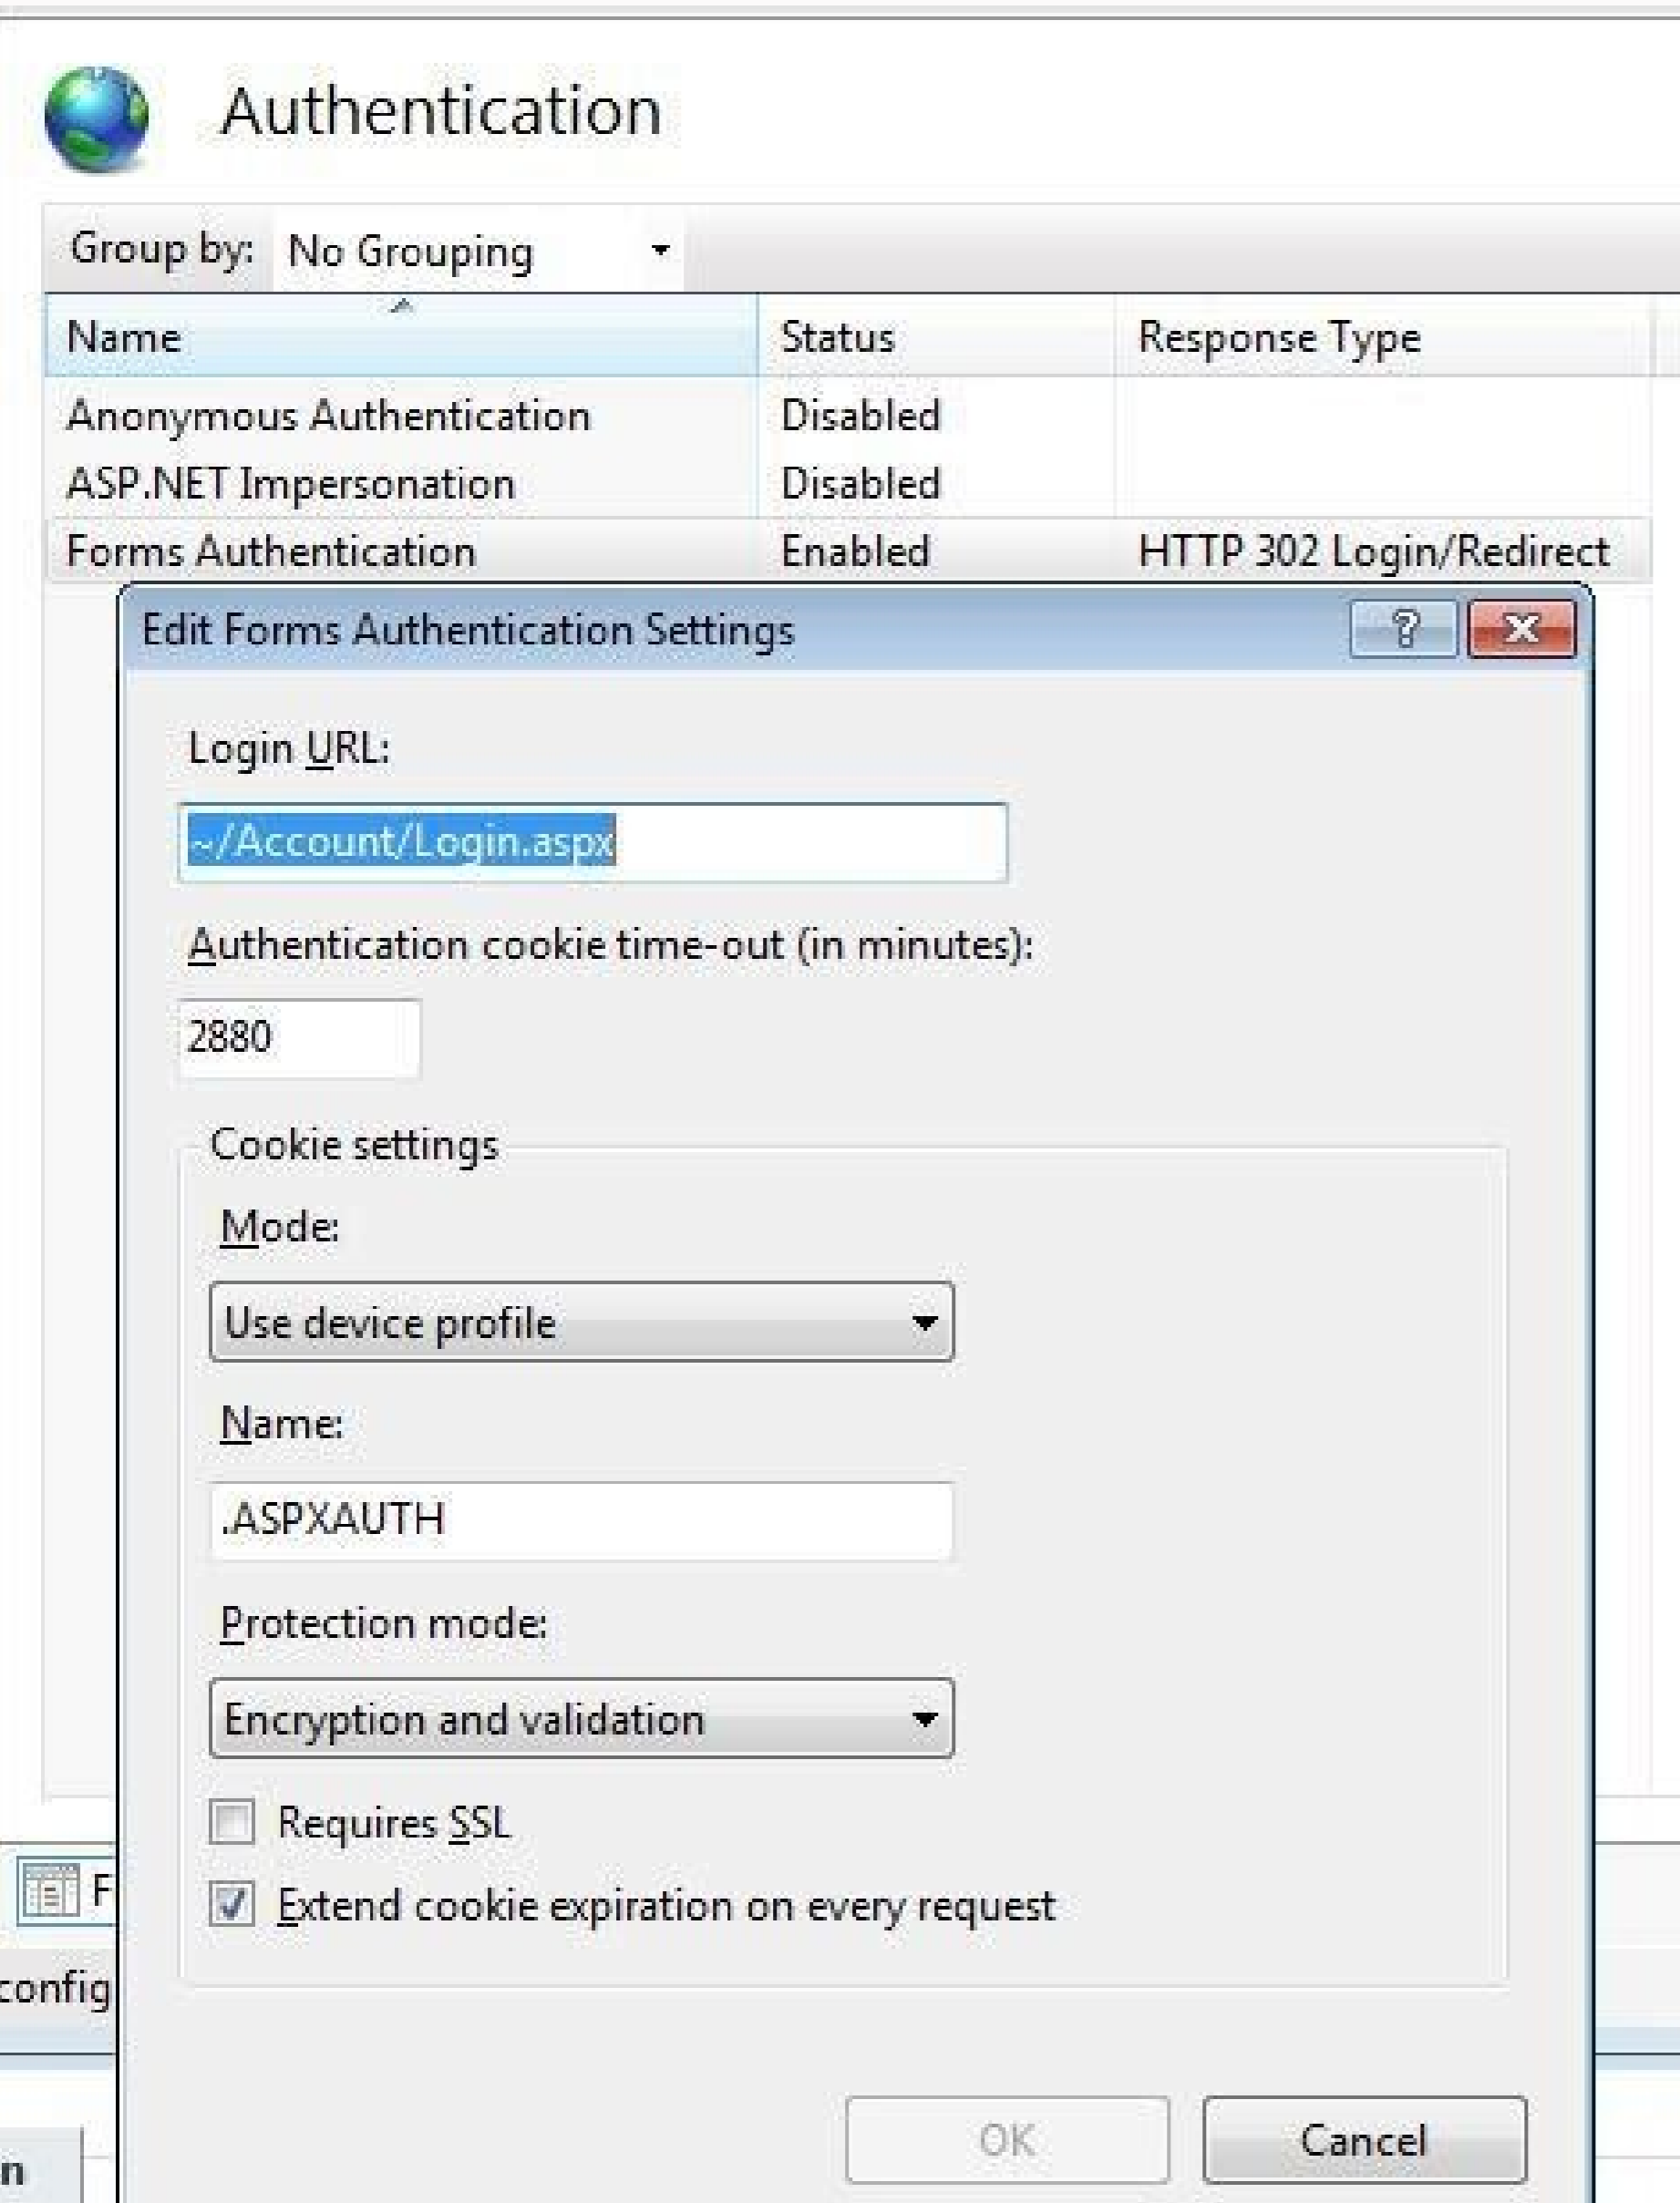 Authentication
Group by: No Grouping
Name Status Response Type
Anonymous Authentication Disabled
ASP.NET Impersonation Disabled
Forms Authentication Enabled HTTP 302 Login/Redirect
Edit Forms Authentication Settings
Login URL:
~/Account/Login.aspx
Authentication cookie time-out (in minutes):
2880
Cookie settings
Mode:
Use device profile
Name:
.ASPXAUTH
Protection mode:
Encryption and validation
Requires SSL
F
Extend cookie expiration on every request
config
OK Cancel
n